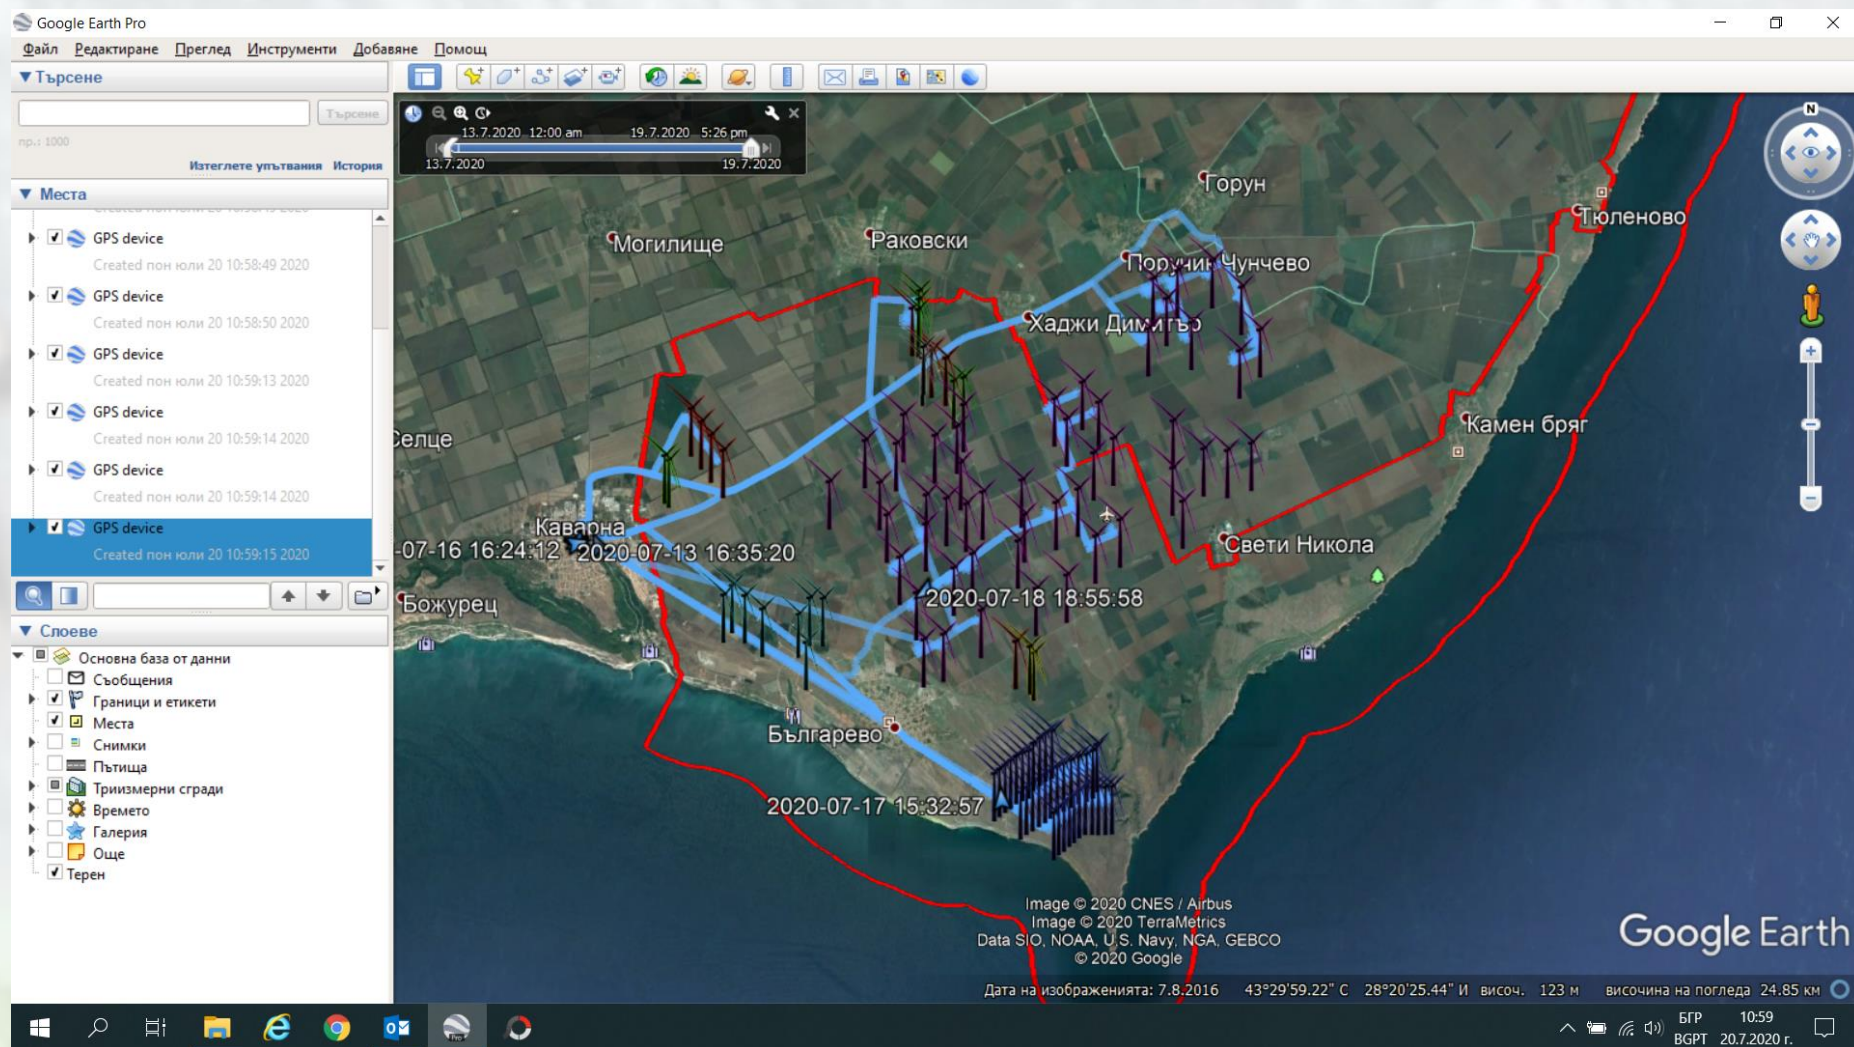 Google Earth Pro
Файл Редактиране Преглед Инструменти Добавяне Помощ
Търсене
Търсене
пр.: 1000
Изтеглете упътвания История
Места
GPS device
Created пон юли 20 10:58:49 2020
GPS device
Created пон юли 20 10:58:50 2020
GPS device
Created пон юли 20 10:59:13 2020
GPS device
Created пон юли 20 10:59:14 2020
GPS device
Created пон юли 20 10:59:14 2020
GPS device
Created пон юли 20 10:59:15 2020
Слоеве
Основна база от данни
Съобщения
Граници и етикети
Места
Снимки
Пътища
Триизмерни сгради
Времето
Галерия
Още
Терен
13.7.2020 12:00 am 19.7.2020 5:26 pm
13.7.2020 19.7.2020
N
Горун
Тюленово
Могилище
Раковски
Поручик Чунчево
Хаджи Димитър
Камен бряг
Селце
Каварна
-07-16 16:24:12 2020-07-13 16:35:20
Свети Никола
Божурец
2020-07-18 18:55:58
Българево
2020-07-17 15:32:57
Image © 2020 CNES / Airbus
Image © 2020 TerraMetrics
Data SIO, NOAA, U.S. Navy, NGA, GEBCO
© 2020 Google
Google Earth
Дата на изображенията: 7.8.2016 43°29'59.22" С 28°20'25.44" И височ. 123 м височина на погледа 24.85 км
Pro
БГР 10:59
BGPT 20.7.2020 г.